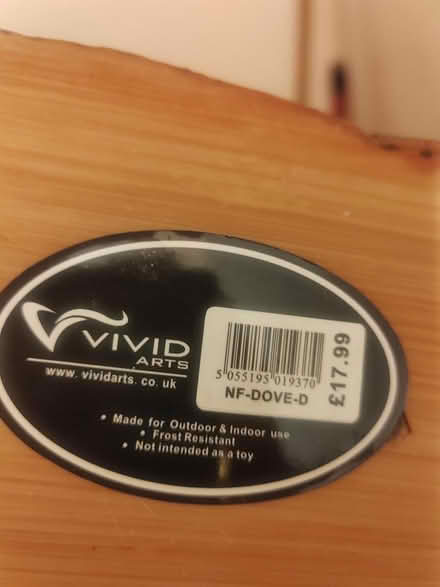 VIVID
ARTS
www. vividarts. co. uk
5 055195 019370
NF-DOVE-D
£17.99
• Made for Outdoor & Indoor use
• Frost Resistant
• Not intended as a toy